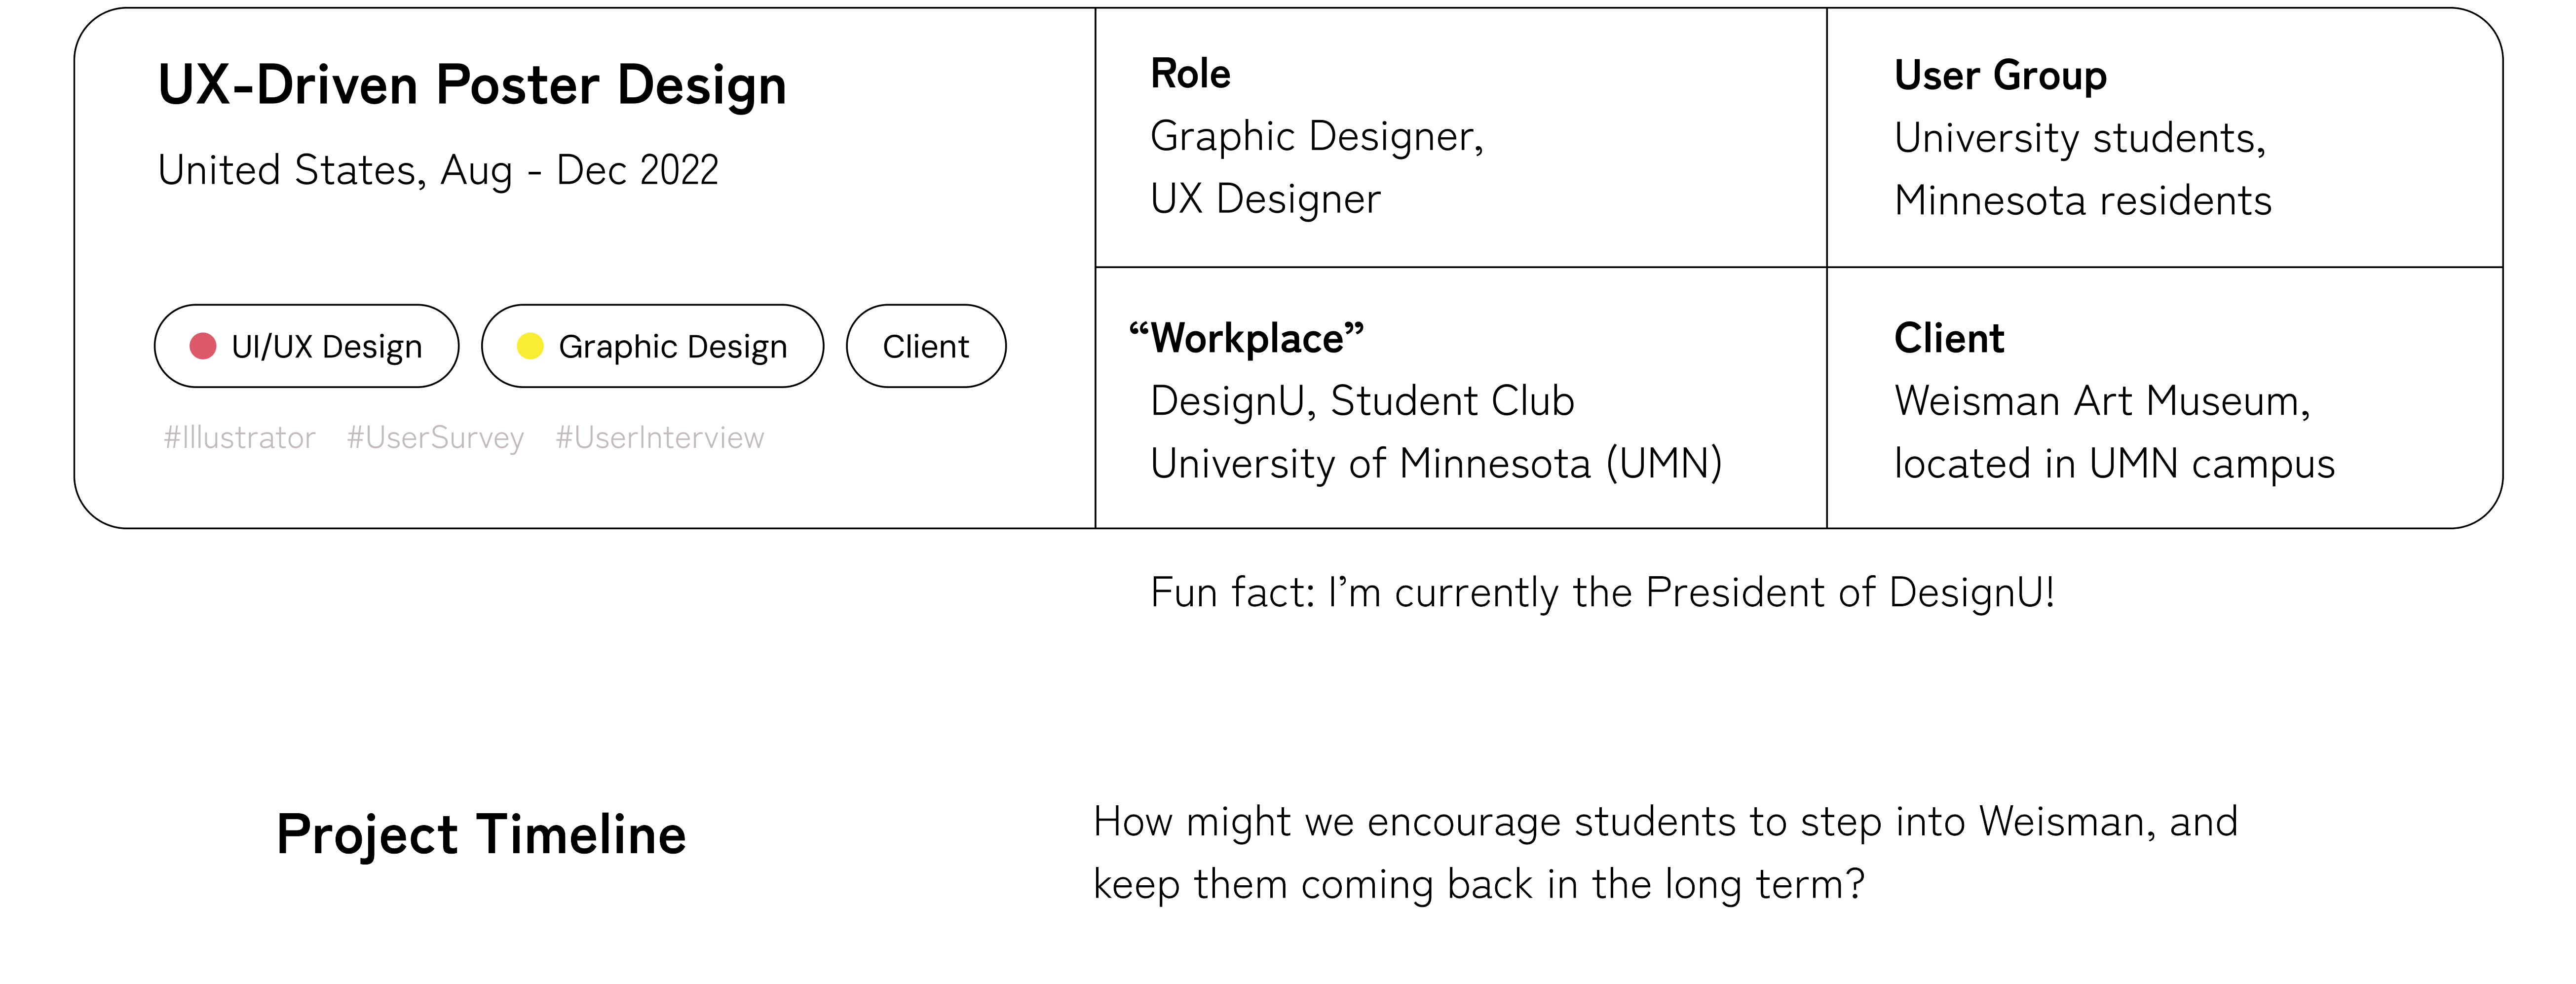 UX-Driven Poster Design
United States, Aug - Dec 2022
UI/UX Design
Graphic Design
Client
#Illustrator #UserSurvey #UserInterview
Role
Graphic Designer,
UX Designer
User Group
University students,
Minnesota residents
“Workplace”
DesignU, Student Club
University of Minnesota (UMN)
Client
Weisman Art Museum,
located in UMN campus
Fun fact: I’m currently the President of DesignU!
Project Timeline
How might we encourage students to step into Weisman, and
keep them coming back in the long term?